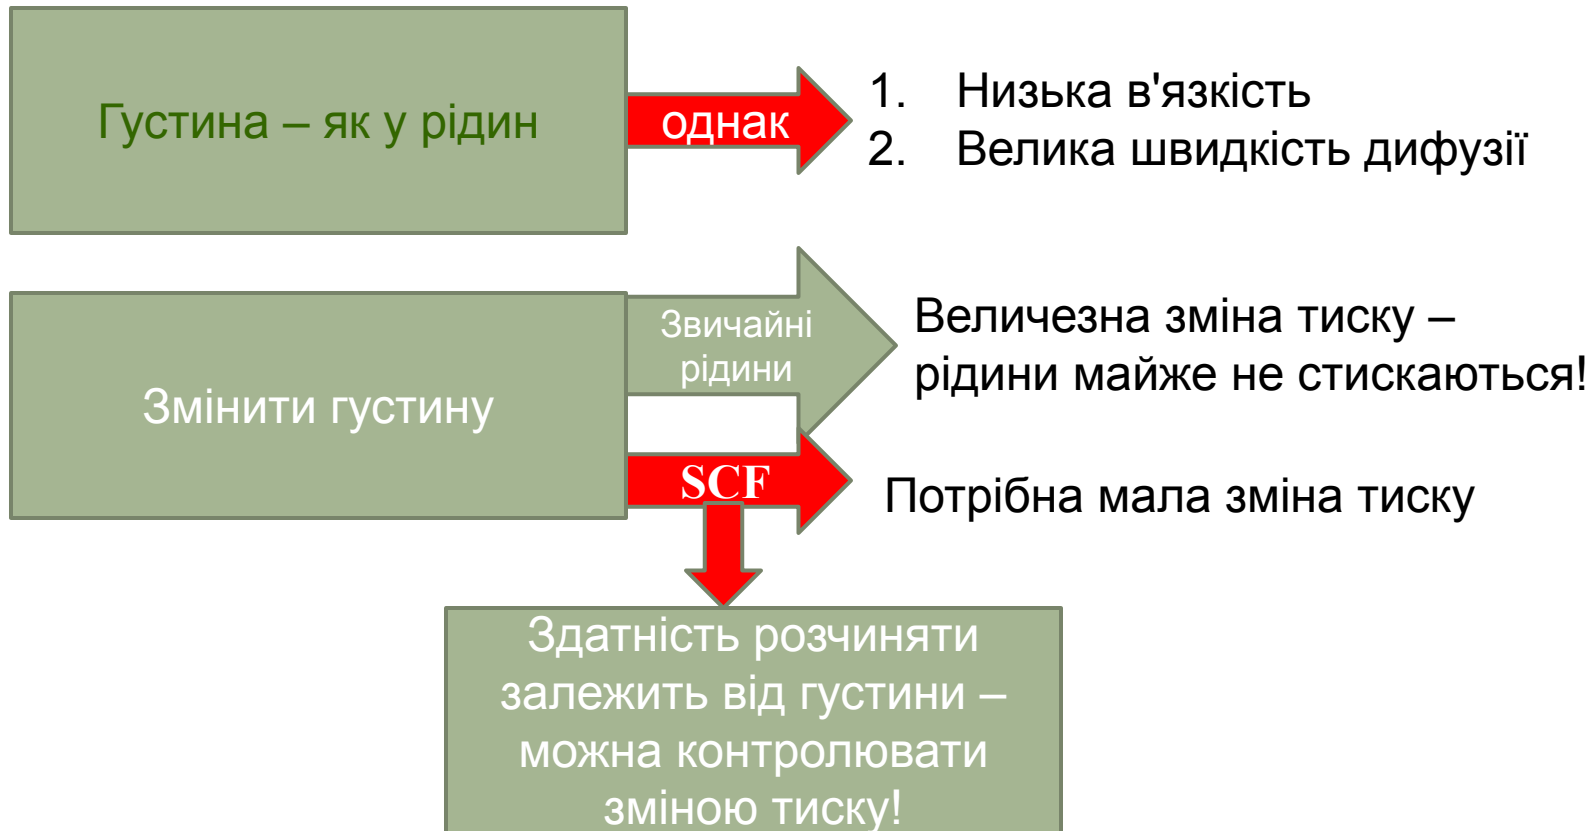 Густина – як у рідин
однак
1. Низька в'язкість
2. Велика швидкість дифузії
Змінити густину
Звичайні
рідини
Величезна зміна тиску –
рідини майже не стискаються!
SCF
Потрібна мала зміна тиску
Здатність розчиняти
залежить від густини –
можна контролювати
зміною тиску!